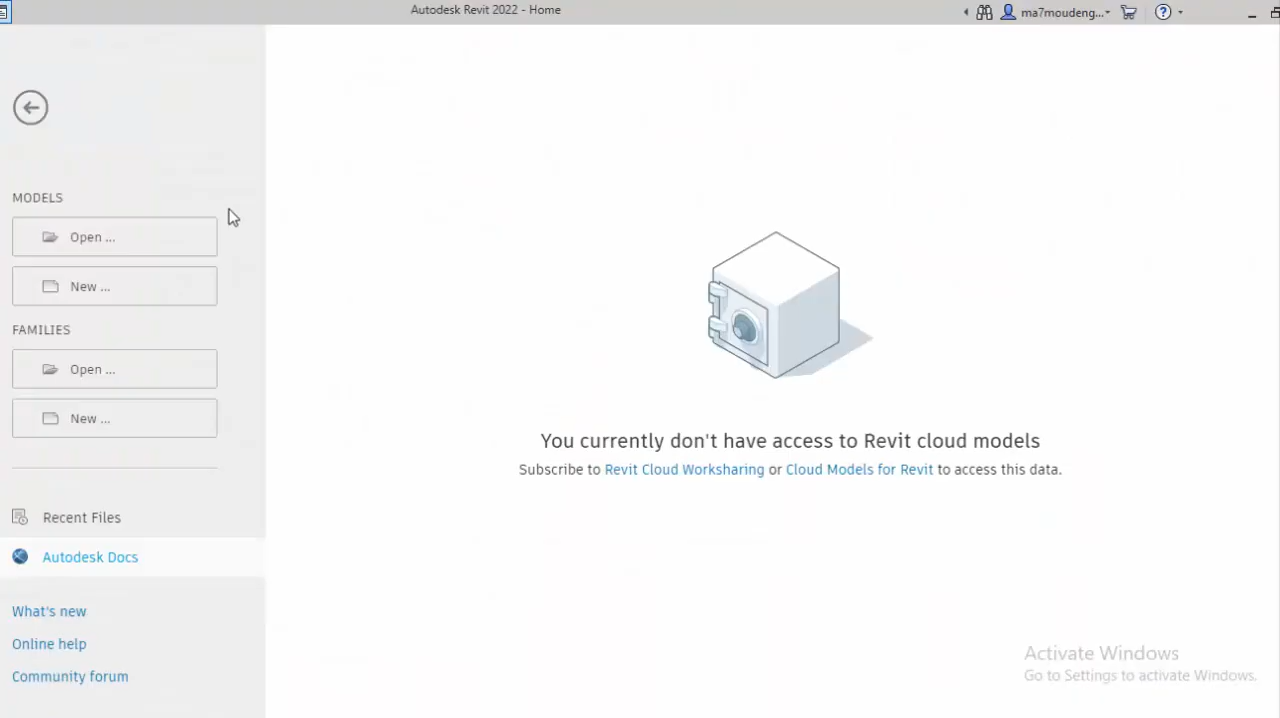 Autodesk Revit 2022 - Home
ma7moudeng...
MODELS
Open ...
New ...
FAMILIES
Open ...
New ...
Recent Files
Autodesk Docs
What's new
Online help
Community forum
You currently don't have access to Revit cloud models
Subscribe to Revit Cloud Worksharing or Cloud Models for Revit to access this data.
Activate Windows
Go to Settings to activate Windows.